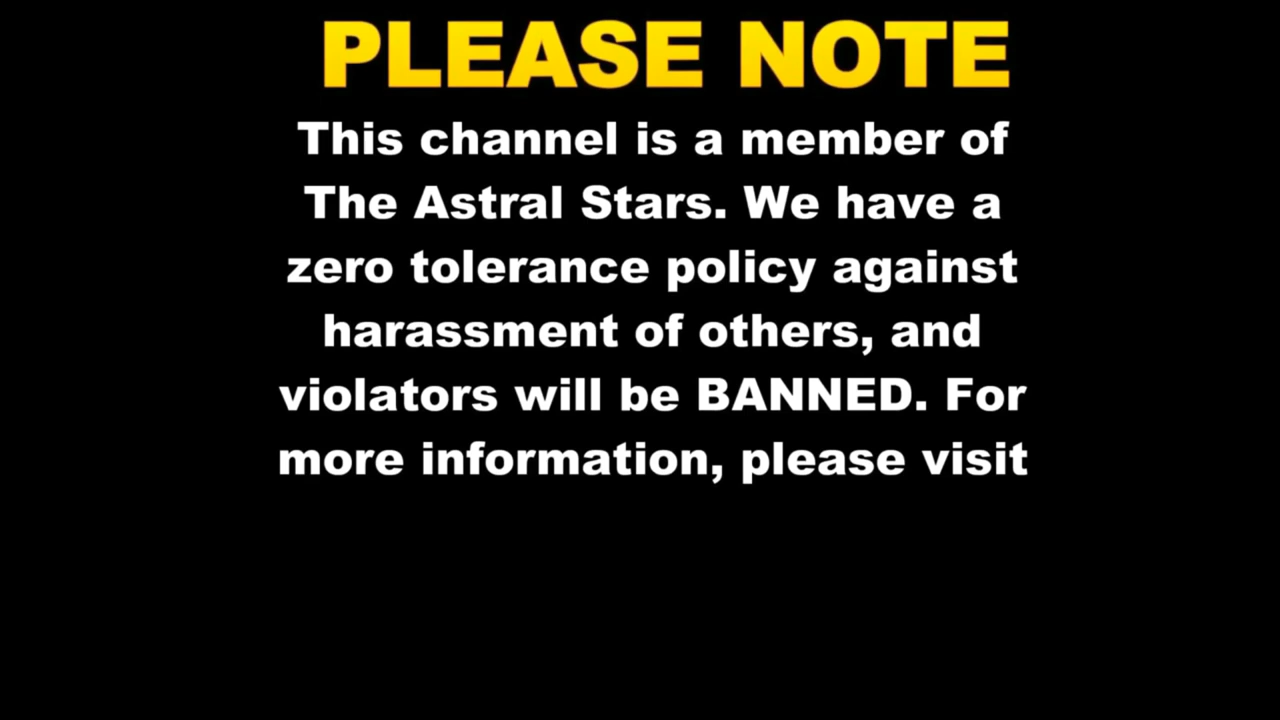 PLEASE NOTE
This channel is a member of
The Astral Stars. We have a
zero tolerance policy against
harassment of others, and
violators will be BANNED. For
more information, please visit